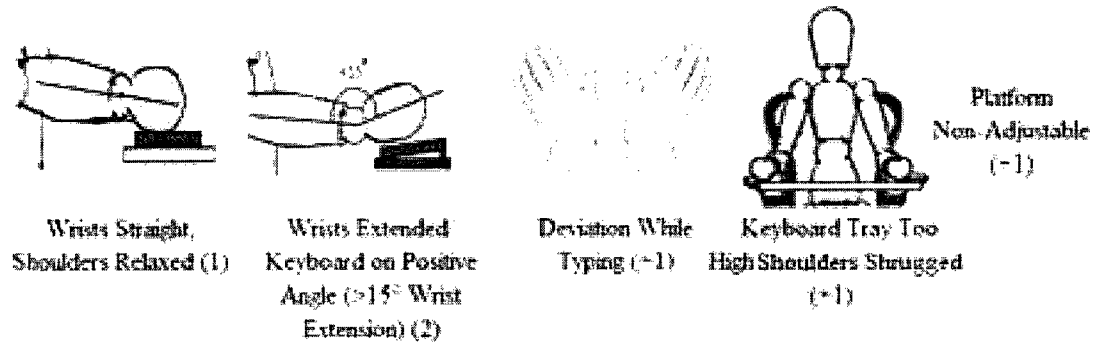 +15°
Wrists Straight,
Shoulders Relaxed (1)
Wrists Extended
Keyboard on Positive
Angle (>15° Wrist
Extension) (2)
Deviation While
Typing (+1)
Keyboard Tray Too
High Shoulders Shrugged
(+1)
Platform
Non-Adjustable
(+1)